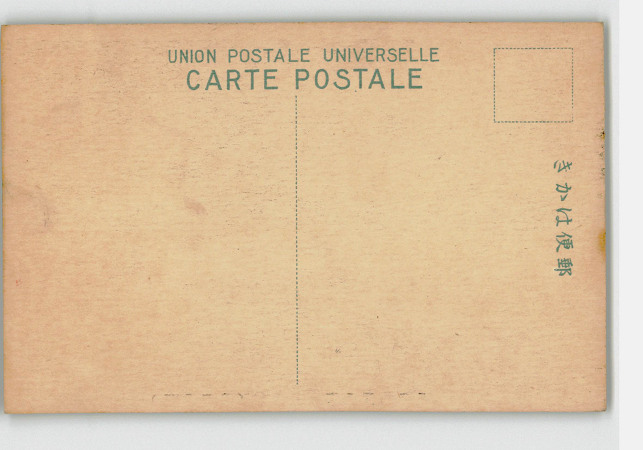 UNION POSTALE UNIVERSELLE
CARTE POSTALE
郵便はかき